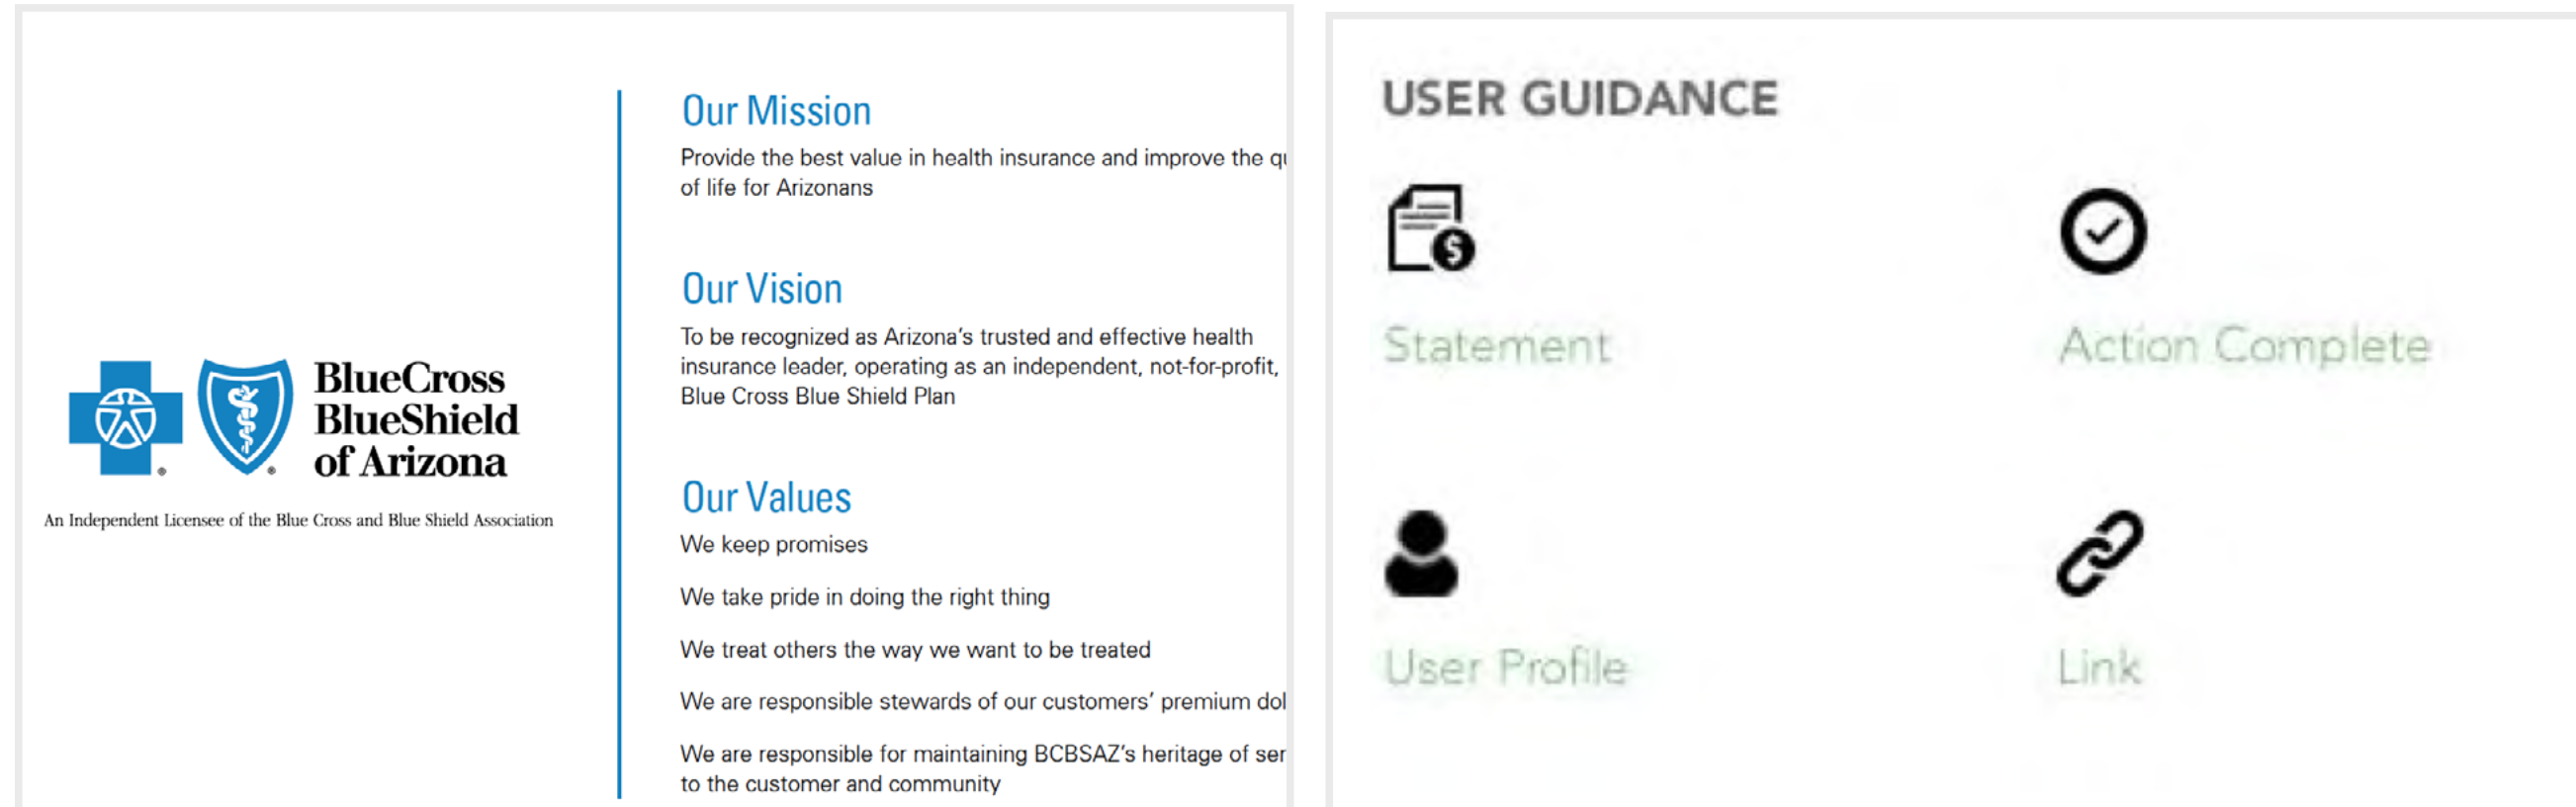 BlueCross
BlueShield
of Arizona
An Independent Licensee of the Blue Cross and Blue Shield Association
Our Mission
Provide the best value in health insurance and improve the
of life for Arizonans
Our Vision
To be recognized as Arizona's trusted and effective health
insurance leader, operating as an independent, not-for-profit,
Blue Cross Blue Shield Plan
Our Values
We keep promises
We take pride in doing the right thing
We treat others the way we want to be treated
We are responsible stewards of our customers' premium
We are responsible for maintaining BCBSAZ's heritage of
to the customer and community
USER GUIDANCE
Statement
Action Complete
User Profile
Link